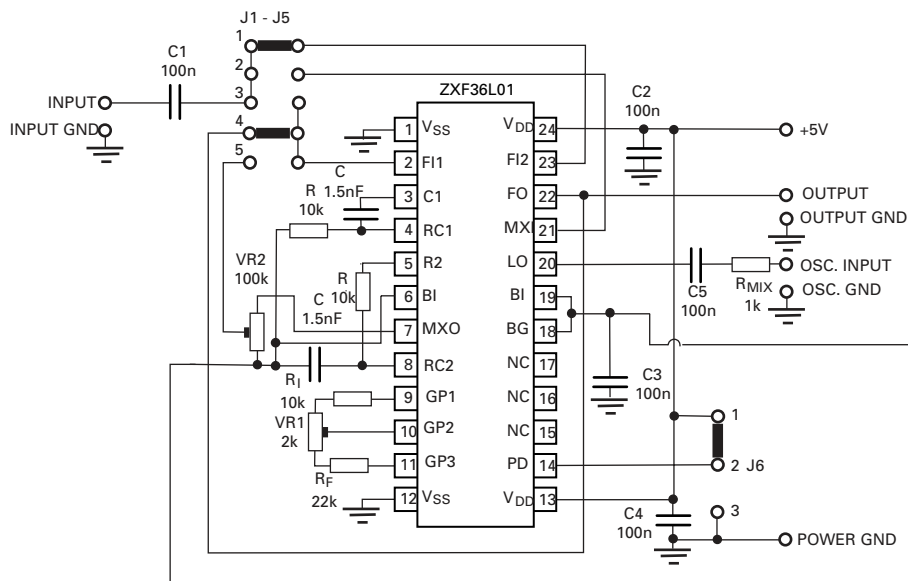 J1 - J5
C1
100n
1
2
3
4
5
INPUT
INPUT GND
ZXF36L01
1 VSS
2 FI1
3 C1
4 RC1
5 R2
6 BI
7 MXO
8 RC2
9 GP1
10 GP2
11 GP3
12 VSS
VDD 24
FI2 23
FO 22
MXI 21
LO 20
BI 19
BG 18
NC 17
NC 16
NC 15
PD 14
VDD 13
C
1.5nF
R
10k
VR2
100k
R
10k
C
1.5nF
RI
10k
VR1
2k
RF
22k
C2
100n
+5V
OUTPUT
OUTPUT GND
OSC. INPUT
OSC. GND
C5
100n
RMIX
1k
C3
100n
1
2 J6
3
C4
100n
POWER GND